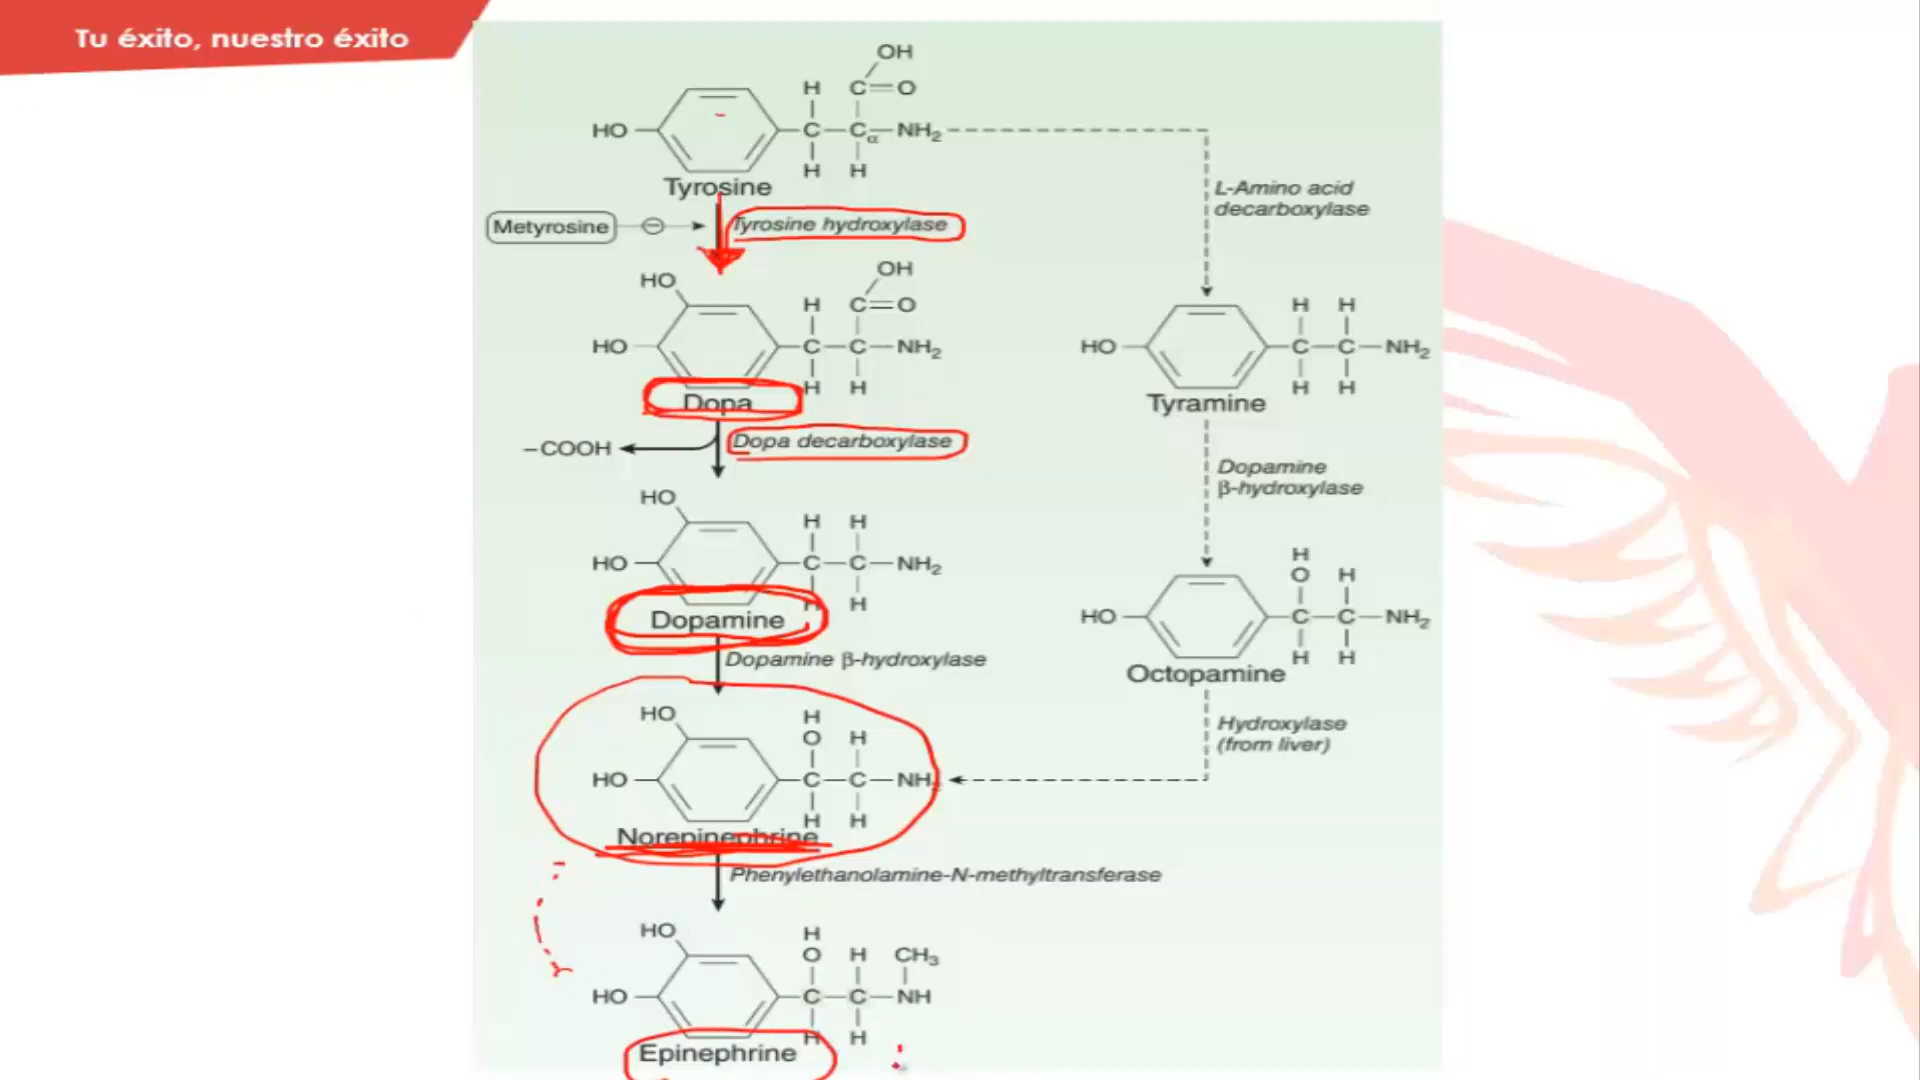 Tu éxito, nuestro éxito
OH
H C=O
HO C—Cα—NH₂
H H
Tyrosine
L-Amino acid
decarboxylase
Metyrosine
Tyrosine hydroxylase
HO OH
H C=O
HO C—C—NH₂
H H
Dopa
H H
HO C—C—NH₂
H H
Tyramine
–COOH
Dopa decarboxylase
Dopamine
β-hydroxylase
HO
H H
HO C—C—NH₂
H H
Dopamine
Dopamine β-hydroxylase
H
O H
HO C—C—NH₂
H H
Octopamine
Hydroxylase
(from liver)
HO H
O H
HO C—C—NH₂
H H
Norepinephrine
Phenylethanolamine-N-methyltransferase
HO H
O H CH₃
HO C—C—NH
H H
Epinephrine